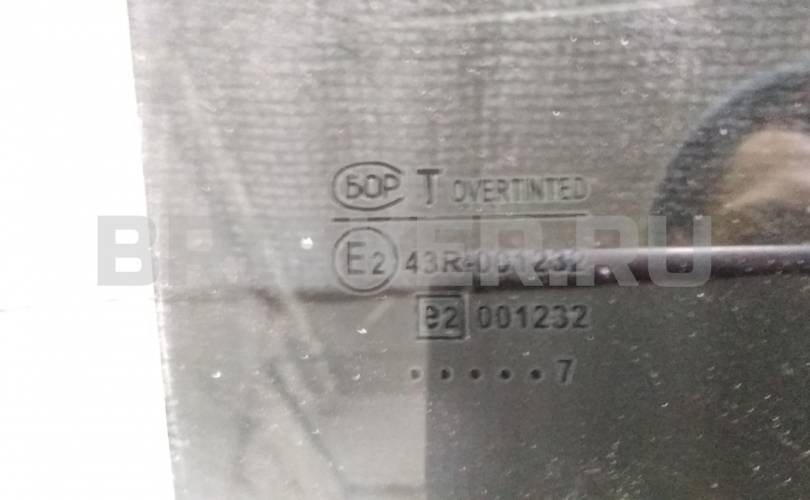 БОР T OVERTINTED
E2 43R-001232
e2 001232
.....7